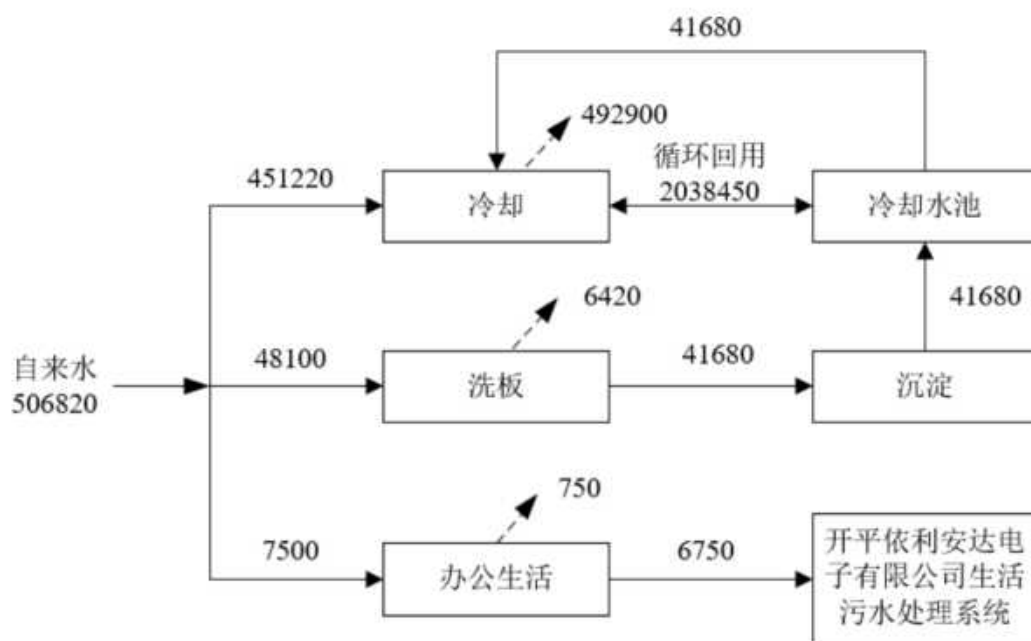 41680
492900
451220
冷却
循环回用
2038450
冷却水池
6420
41680
自来水
506820
48100
洗板
41680
沉淀
750
7500
办公生活
6750
开平依利安达电
子有限公司生活
污水处理系统